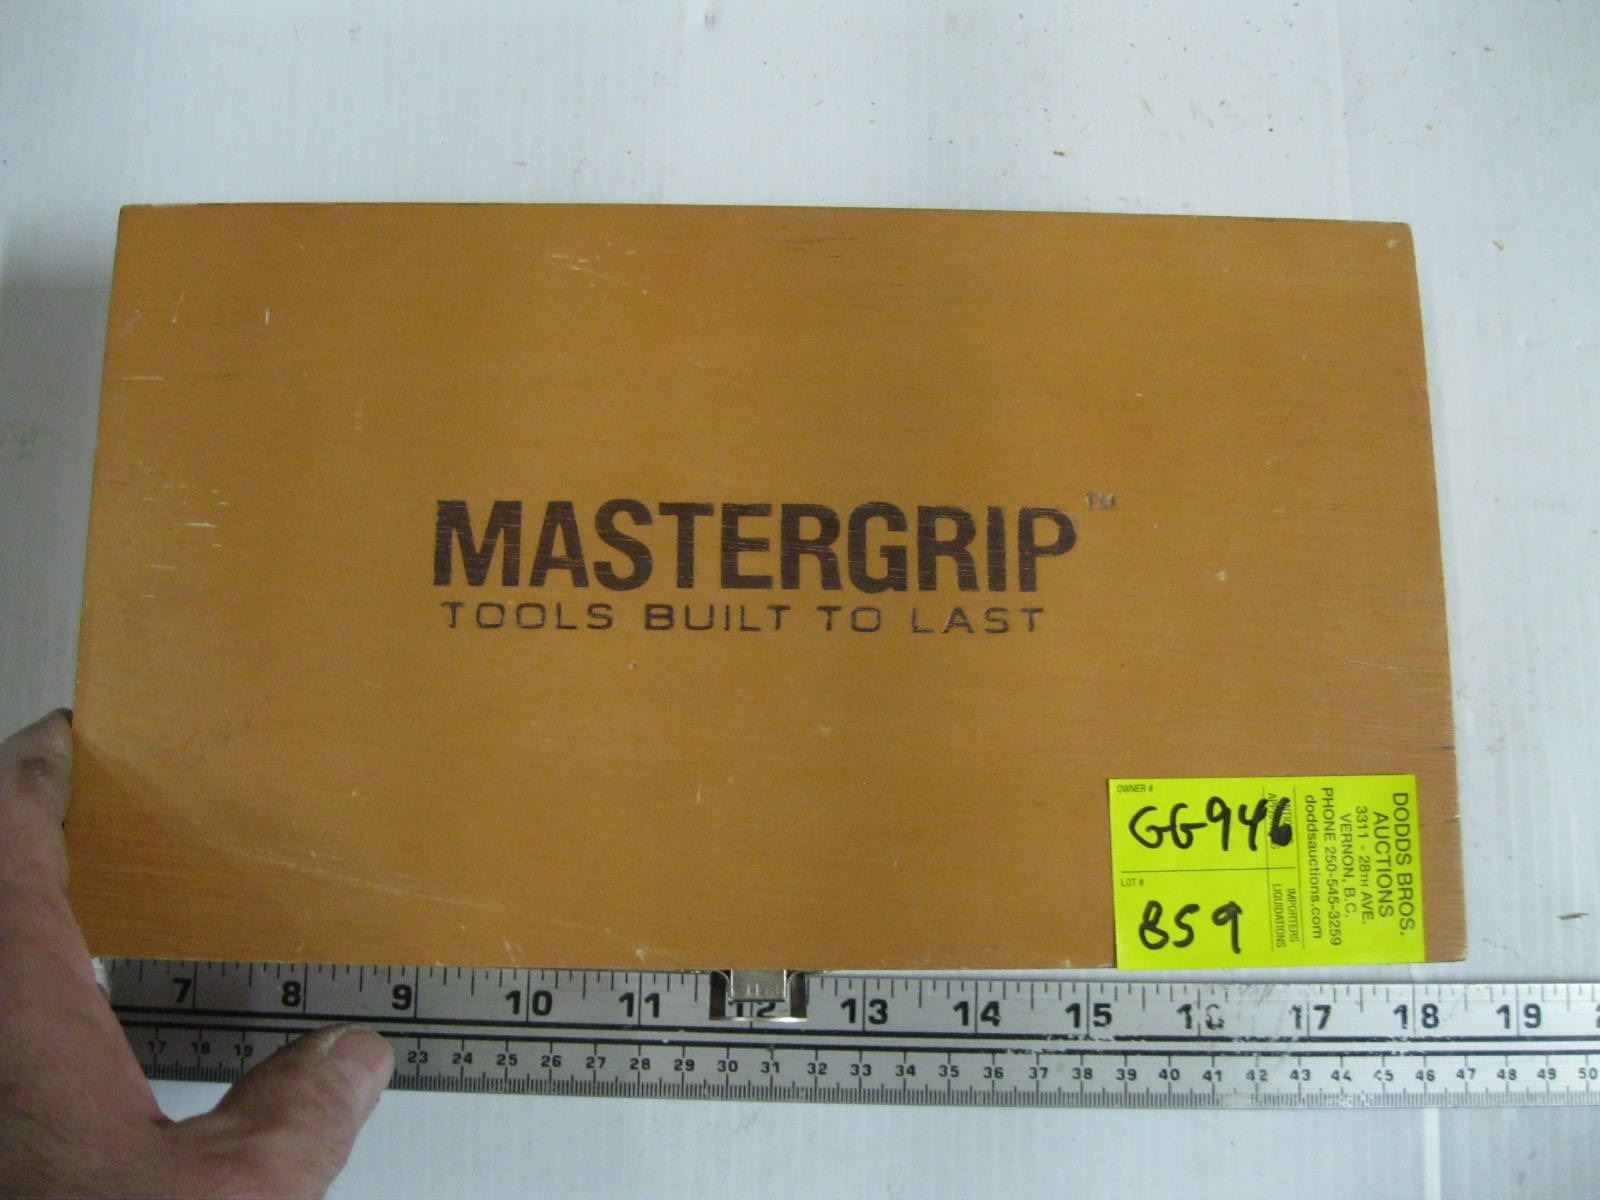 MASTERGRIP™
TOOLS BUILT TO LAST
OWNER #
GG946
LOT #
859
DODDS BROS.
AUCTIONS
3311 - 28TH AVE.
VERNON, B.C.
PHONE 250-545-3259
doddsauctions.com
IMPORTERS
LIQUIDATIONS
7 8 9 10 11 12 13 14 15 16 17 18 19
17 18 19 23 24 25 26 27 28 29 30 31 32 33 34 35 36 37 38 39 40 41 42 43 44 45 46 47 48 49 50